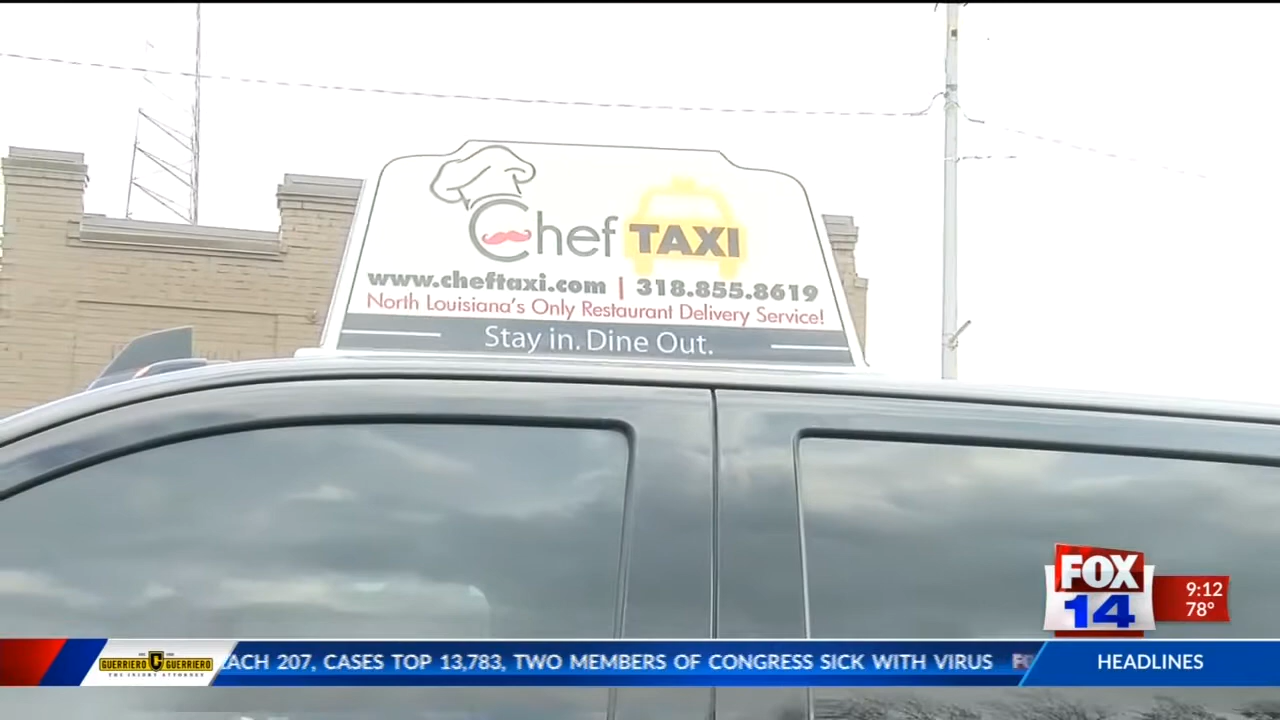 Chef TAXI
www.cheftaxi.com | 318.855.8619
North Louisiana's Only Restaurant Delivery Service!
Stay in. Dine Out.
FOX
14
9:12
78°
GUERRIERO GUERRIERO
THE INJURY ATTORNEYS
ACH 207, CASES TOP 13,783, TWO MEMBERS OF CONGRESS SICK WITH VIRUS
HEADLINES